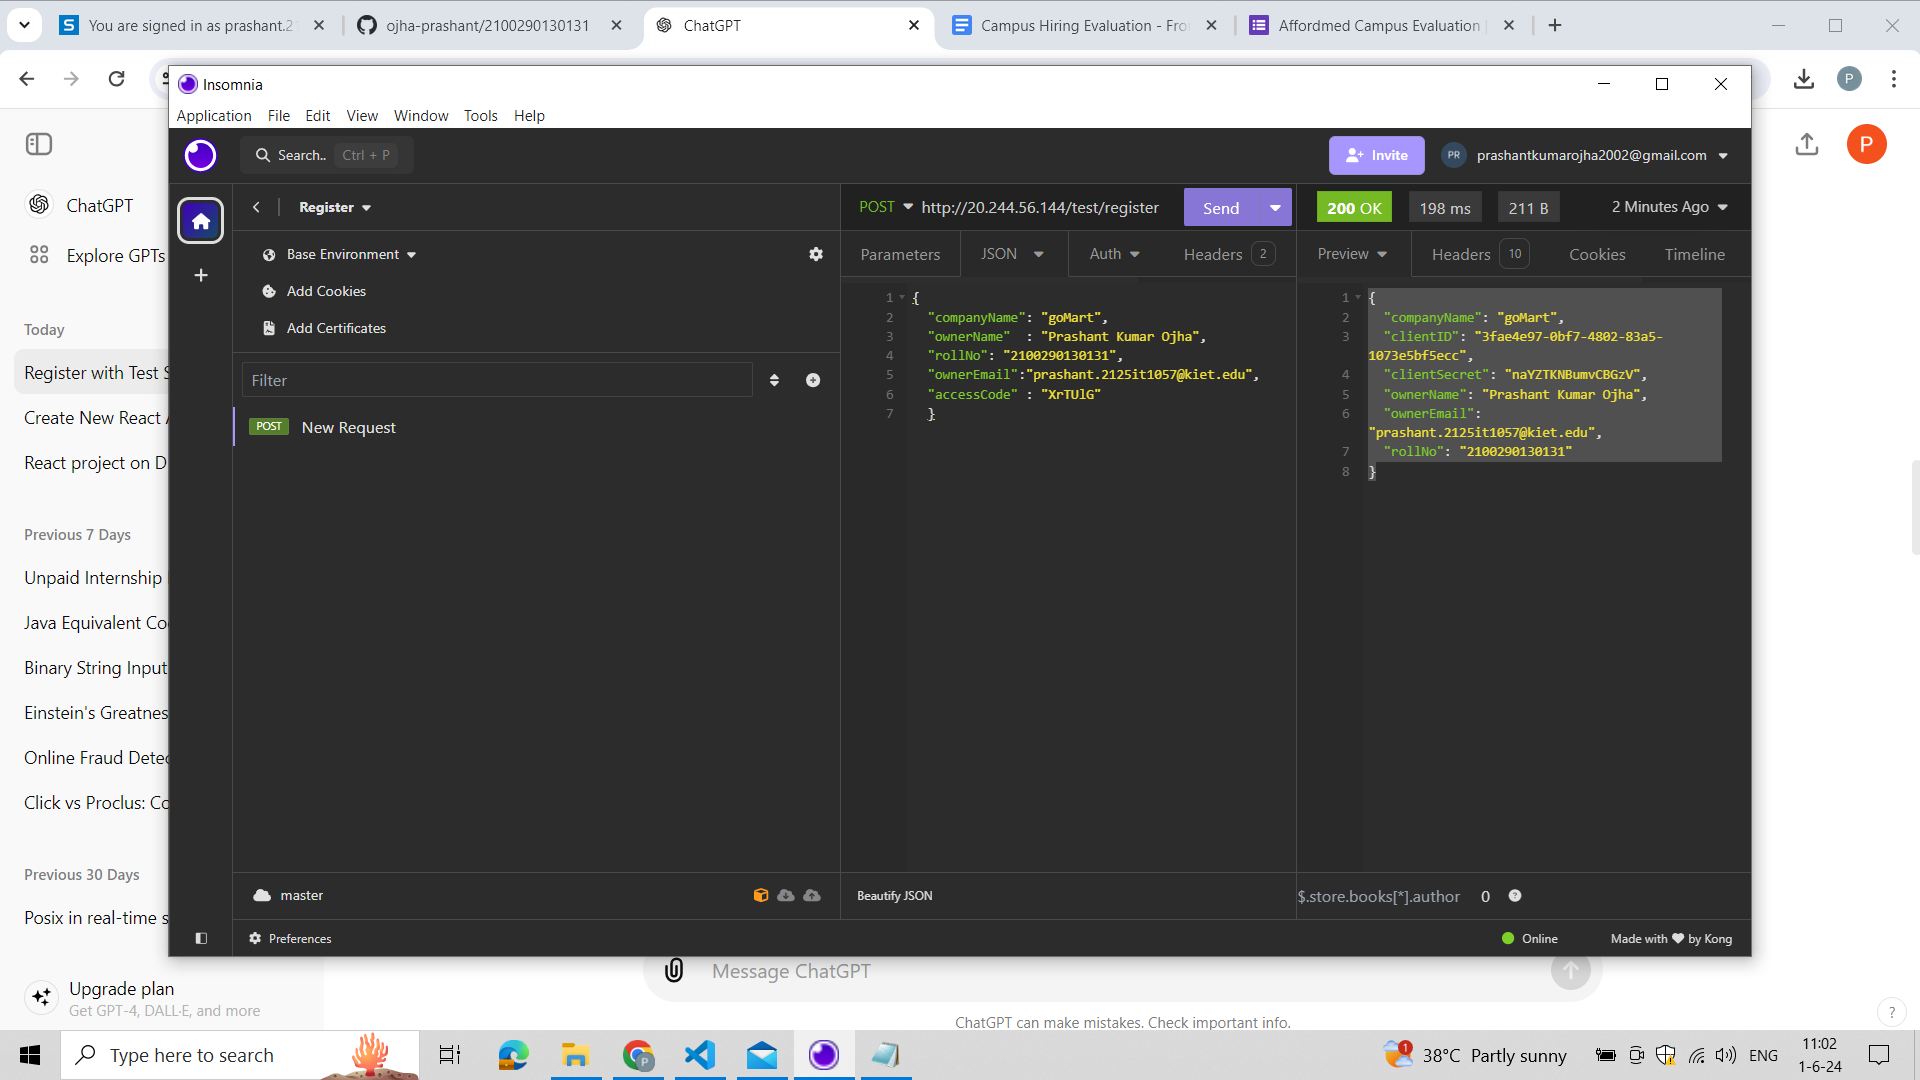 You are signed in as prashant.2
ojha-prashant/2100290130131
ChatGPT
Campus Hiring Evaluation - Fro
Affordmed Campus Evaluation
P
Insomnia
Application File Edit View Window Tools Help
Search.. Ctrl + P
Invite
PR prashantkumarojha2002@gmail.com
P
ChatGPT
Explore GPTs
Today
Register with Test S
Create New React A
React project on D
Previous 7 Days
Unpaid Internship
Java Equivalent Co
Binary String Input
Einstein's Greatnes
Online Fraud Detec
Click vs Proclus: Co
Previous 30 Days
Posix in real-time s
Upgrade plan
Get GPT-4, DALL·E, and more
Register
Base Environment
Add Cookies
Add Certificates
Filter
POST New Request
master
Preferences
POST http://20.244.56.144/test/register Send
Parameters JSON Auth Headers 2
1 {
2 "companyName": "goMart",
3 "ownerName" : "Prashant Kumar Ojha",
4 "rollNo": "2100290130131",
5 "ownerEmail":"prashant.2125it1057@kiet.edu",
6 "accessCode" : "XrTUlG"
7 }
Beautify JSON
200 OK 198 ms 211 B 2 Minutes Ago
Preview Headers 10 Cookies Timeline
1 {
2 "companyName": "goMart",
3 "clientID": "3fae4e97-0bf7-4802-83a5-
1073e5bf5ecc",
4 "clientSecret": "naYZTKNBumvCBGzV",
5 "ownerName": "Prashant Kumar Ojha",
6 "ownerEmail":
"prashant.2125it1057@kiet.edu",
7 "rollNo": "2100290130131"
8 }
$.store.books[*].author 0
Online
Made with ❤ by Kong
Message ChatGPT
ChatGPT can make mistakes. Check important info.
?
Type here to search
1
38°C Partly sunny
ENG
11:02
1-6-24